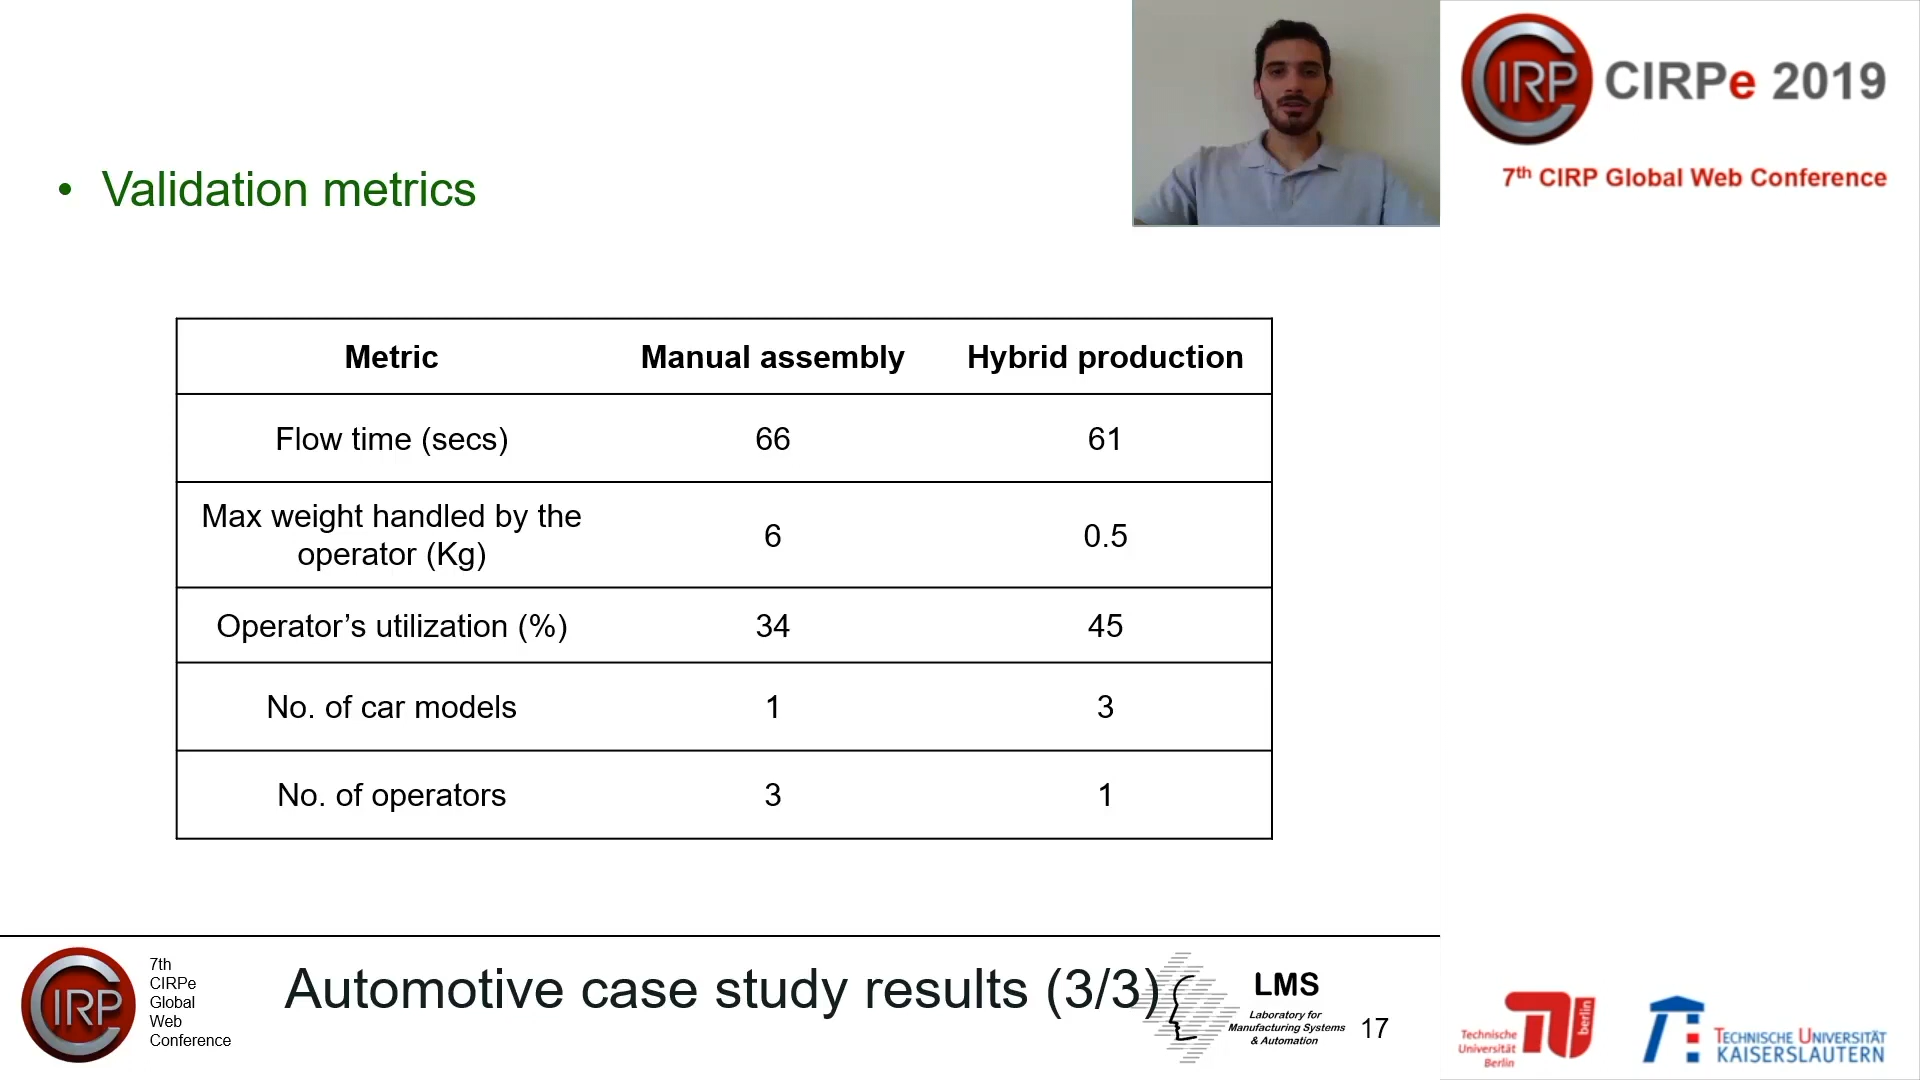 IRP CIRPe 2019
7th CIRP Global Web Conference
• Validation metrics
Metric Manual assembly Hybrid production
Flow time (secs) 66 61
Max weight handled by the
operator (Kg) 6 0.5
Operator’s utilization (%) 34 45
No. of car models 1 3
No. of operators 3 1
CIRP
7th
CIRPe
Global
Web
Conference
Automotive case study results (3/3)
LMS
Laboratory for
Manufacturing Systems
& Automation
17
Technische
Universität
Berlin
berlin
TECHNISCHE UNIVERSITÄT
KAISERSLAUTERN